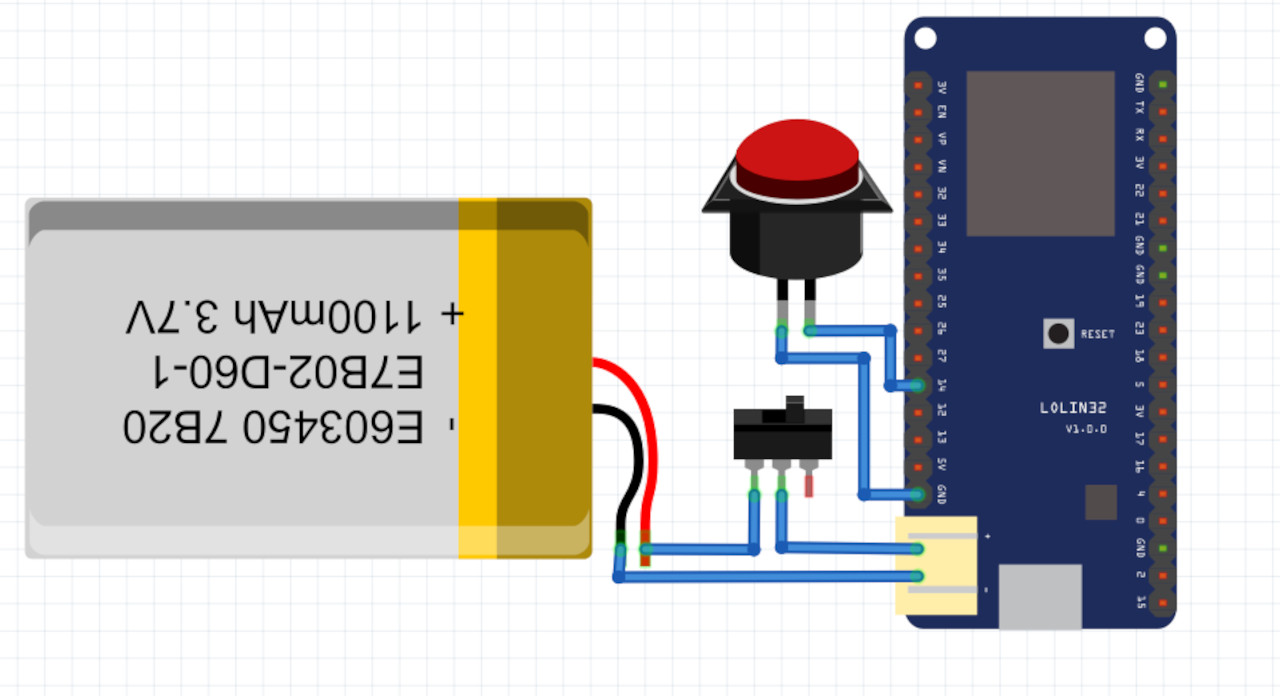 - E603450 7B20
E7B02-D60-1
+ 1100mAh 3.7V
3V
EN
VP
VN
32
33
34
35
25
26
27
14
12
13
5V
GND
+
-
RESET
LOLIN32
V1.0.0
GND
TX
RX
3V
22
21
GND
GND
19
23
18
5
3V
17
16
4
0
GND
2
15